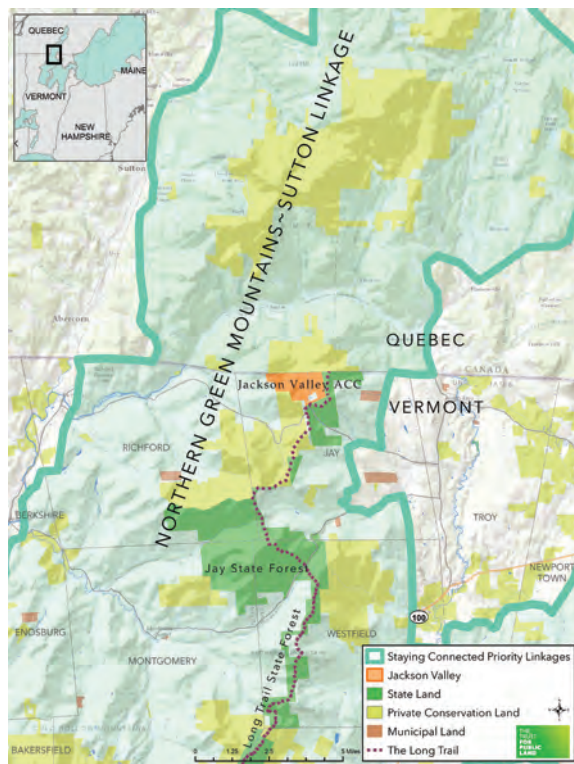 QUEBEC
MAINE
VERMONT
NEW
HAMPSHIRE
NORTHERN GREEN MOUNTAINS~SUTTON LINKAGE
Sutton
Abercorn
QUEBEC
CANADA
Jackson Valley ACC
VERMONT
RICHFORD
JAY
BERKSHIRE
TROY
Jay State Forest
NEWPORT
TOWN
100
ENOSBURG
WESTFIELD
MONTGOMERY
Long Trail State Forest
BAKERSFIELD
Staying Connected Priority Linkages
Jackson Valley
State Land
Private Conservation Land
Municipal Land
The Long Trail
THE
TRUST
FOR
PUBLIC
LAND
0 1.25 2.5 5 Miles